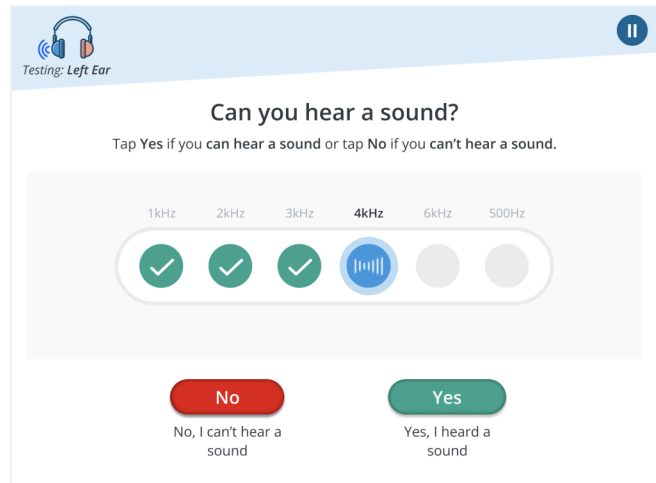 Testing: Left Ear
Can you hear a sound?
Tap Yes if you can hear a sound or tap No if you can’t hear a sound.
1kHz 2kHz 3kHz 4kHz 6kHz 500Hz
No Yes
No, I can’t hear a
sound
Yes, I heard a
sound